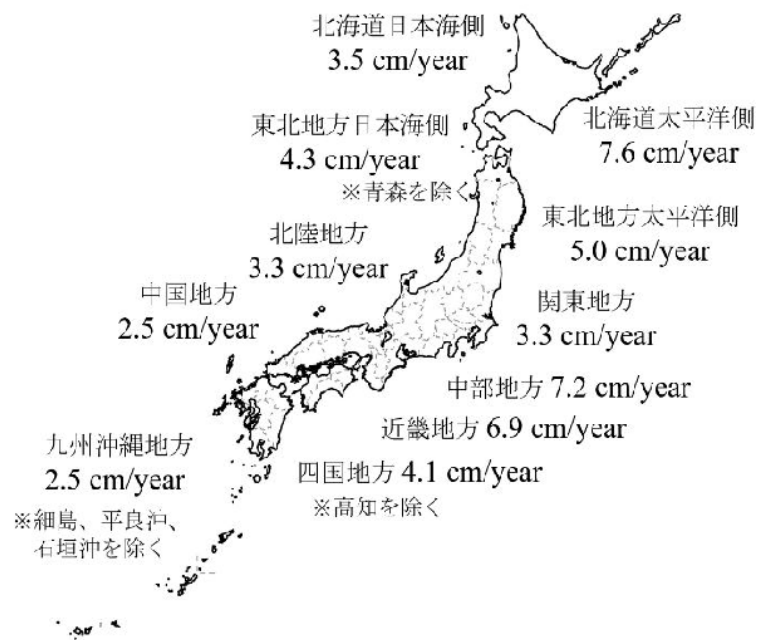 北海道日本海側
3.5 cm/year
東北地方日本海側
4.3 cm/year
※青森を除く
北海道太平洋側
7.6 cm/year
北陸地方
3.3 cm/year
東北地方太平洋側
5.0 cm/year
中国地方
2.5 cm/year
関東地方
3.3 cm/year
中部地方 7.2 cm/year
近畿地方 6.9 cm/year
九州沖縄地方
2.5 cm/year
※細島、平良沖、
石垣沖を除く
四国地方 4.1 cm/year
※高知を除く